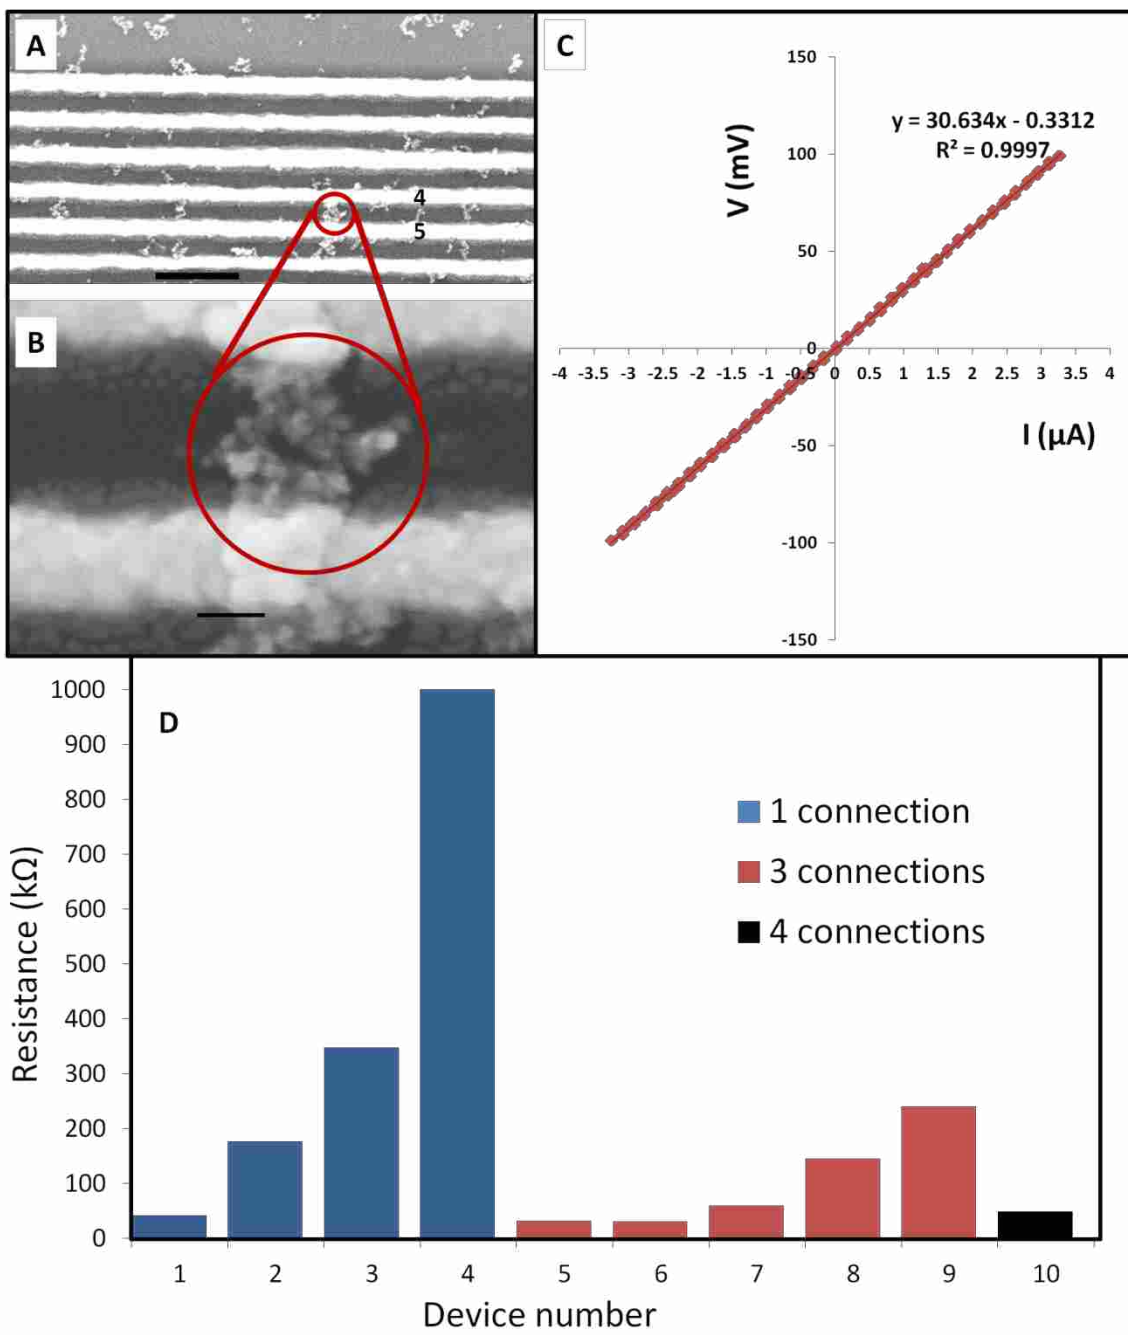 A
4
5
B
C
150
100
50
0
-50
-100
-150
V (mV)
y = 30.634x - 0.3312
R² = 0.9997
-4 -3.5 -3 -2.5 -2 -1.5 -1 -0.5 0 0.5 1 1.5 2 2.5 3 3.5 4
I (µA)
D
1000
900
800
700
600
500
400
300
200
100
0
Resistance (kΩ)
1 connection
3 connections
4 connections
1 2 3 4 5 6 7 8 9 10
Device number